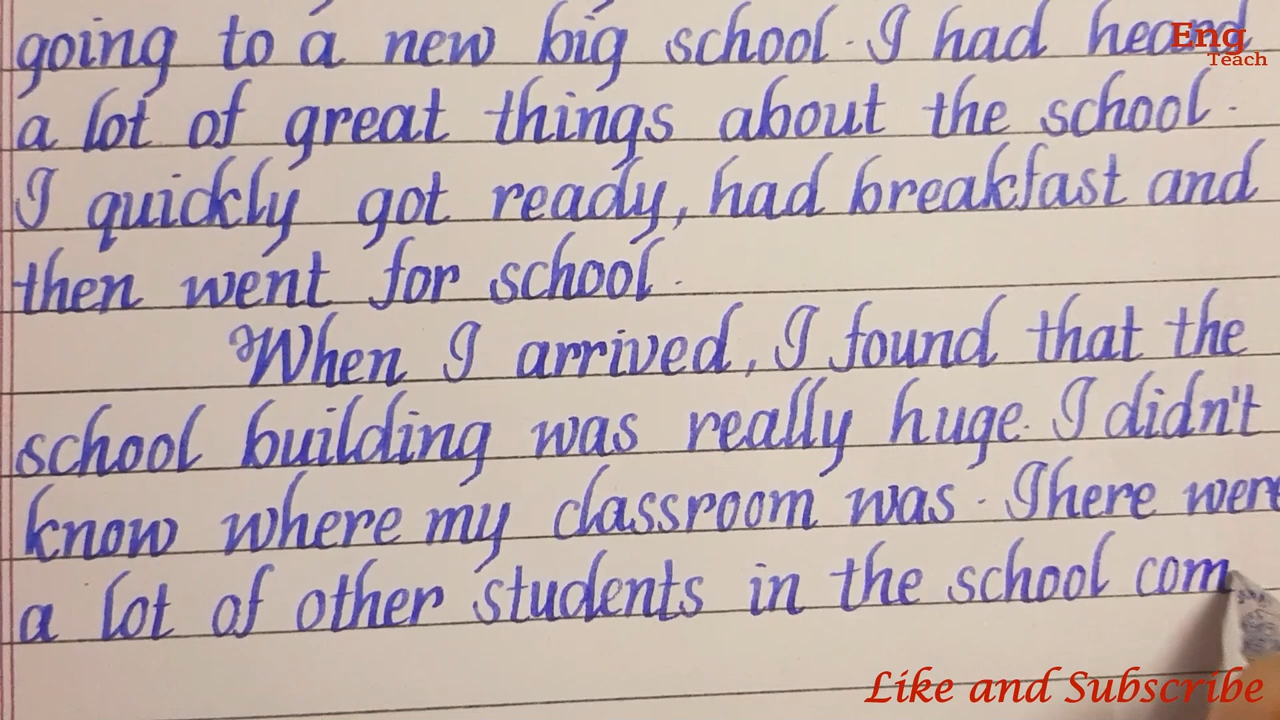 going to a new big school. I had heard
Eng
Teach
a lot of great things about the school.
I quickly got ready, had breakfast and
then went for school.
When I arrived, I found that the
school building was really huge. I didn't
know where my classroom was. There were
a lot of other students in the school com
Like and Subscribe